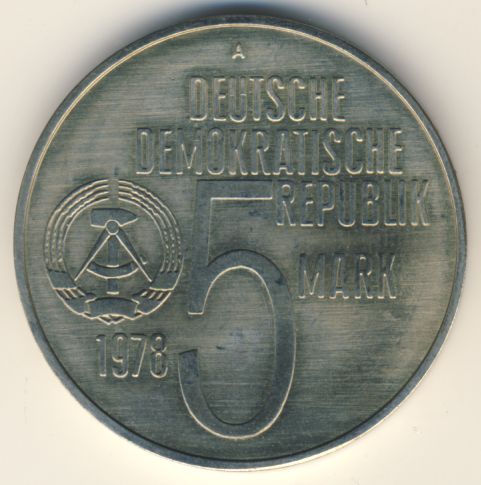 A
DEUTSCHE
DEMOKRATISCHE
REPUBLIK
5 MARK
1978